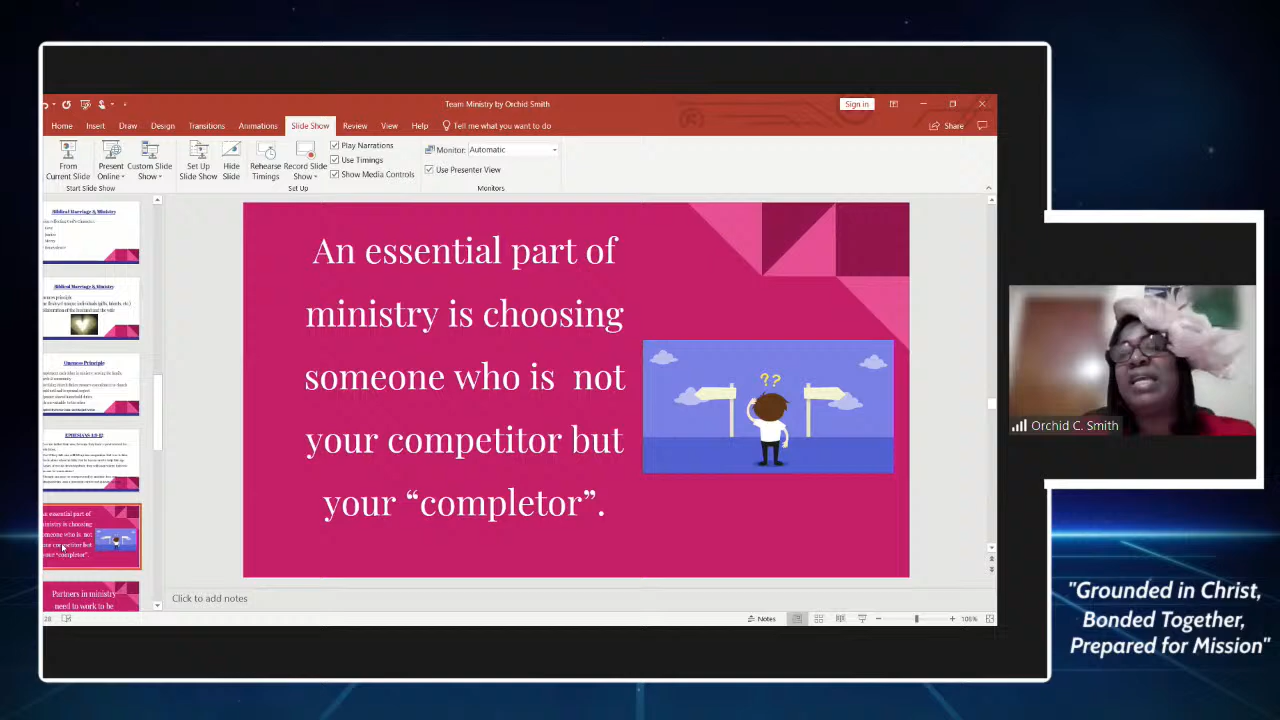 Team Ministry by Orchid Smith
Sign in
Home Insert Draw Design Transitions Animations Slide Show Review View Help Tell me what you want to do
Share
From Current Slide
Present Online
Custom Slide Show
Set Up Slide Show
Hide Slide
Rehearse Timings
Record Slide Show
Play Narrations
Use Timings
Show Media Controls
Monitor: Automatic
Use Presenter View
Start Slide Show
Set Up
Monitors
Biblical Marriage & Ministry
Biblical Marriage & Ministry
Oneness Principle
EPHESIANS 4:8-12
An essential part of
ministry is choosing
someone who is not
your competitor but
your “completor”.
??
Partners in ministry
need to work to be
Click to add notes
28
Notes
106%
Orchid C. Smith
"Grounded in Christ,
Bonded Together,
Prepared for Mission"